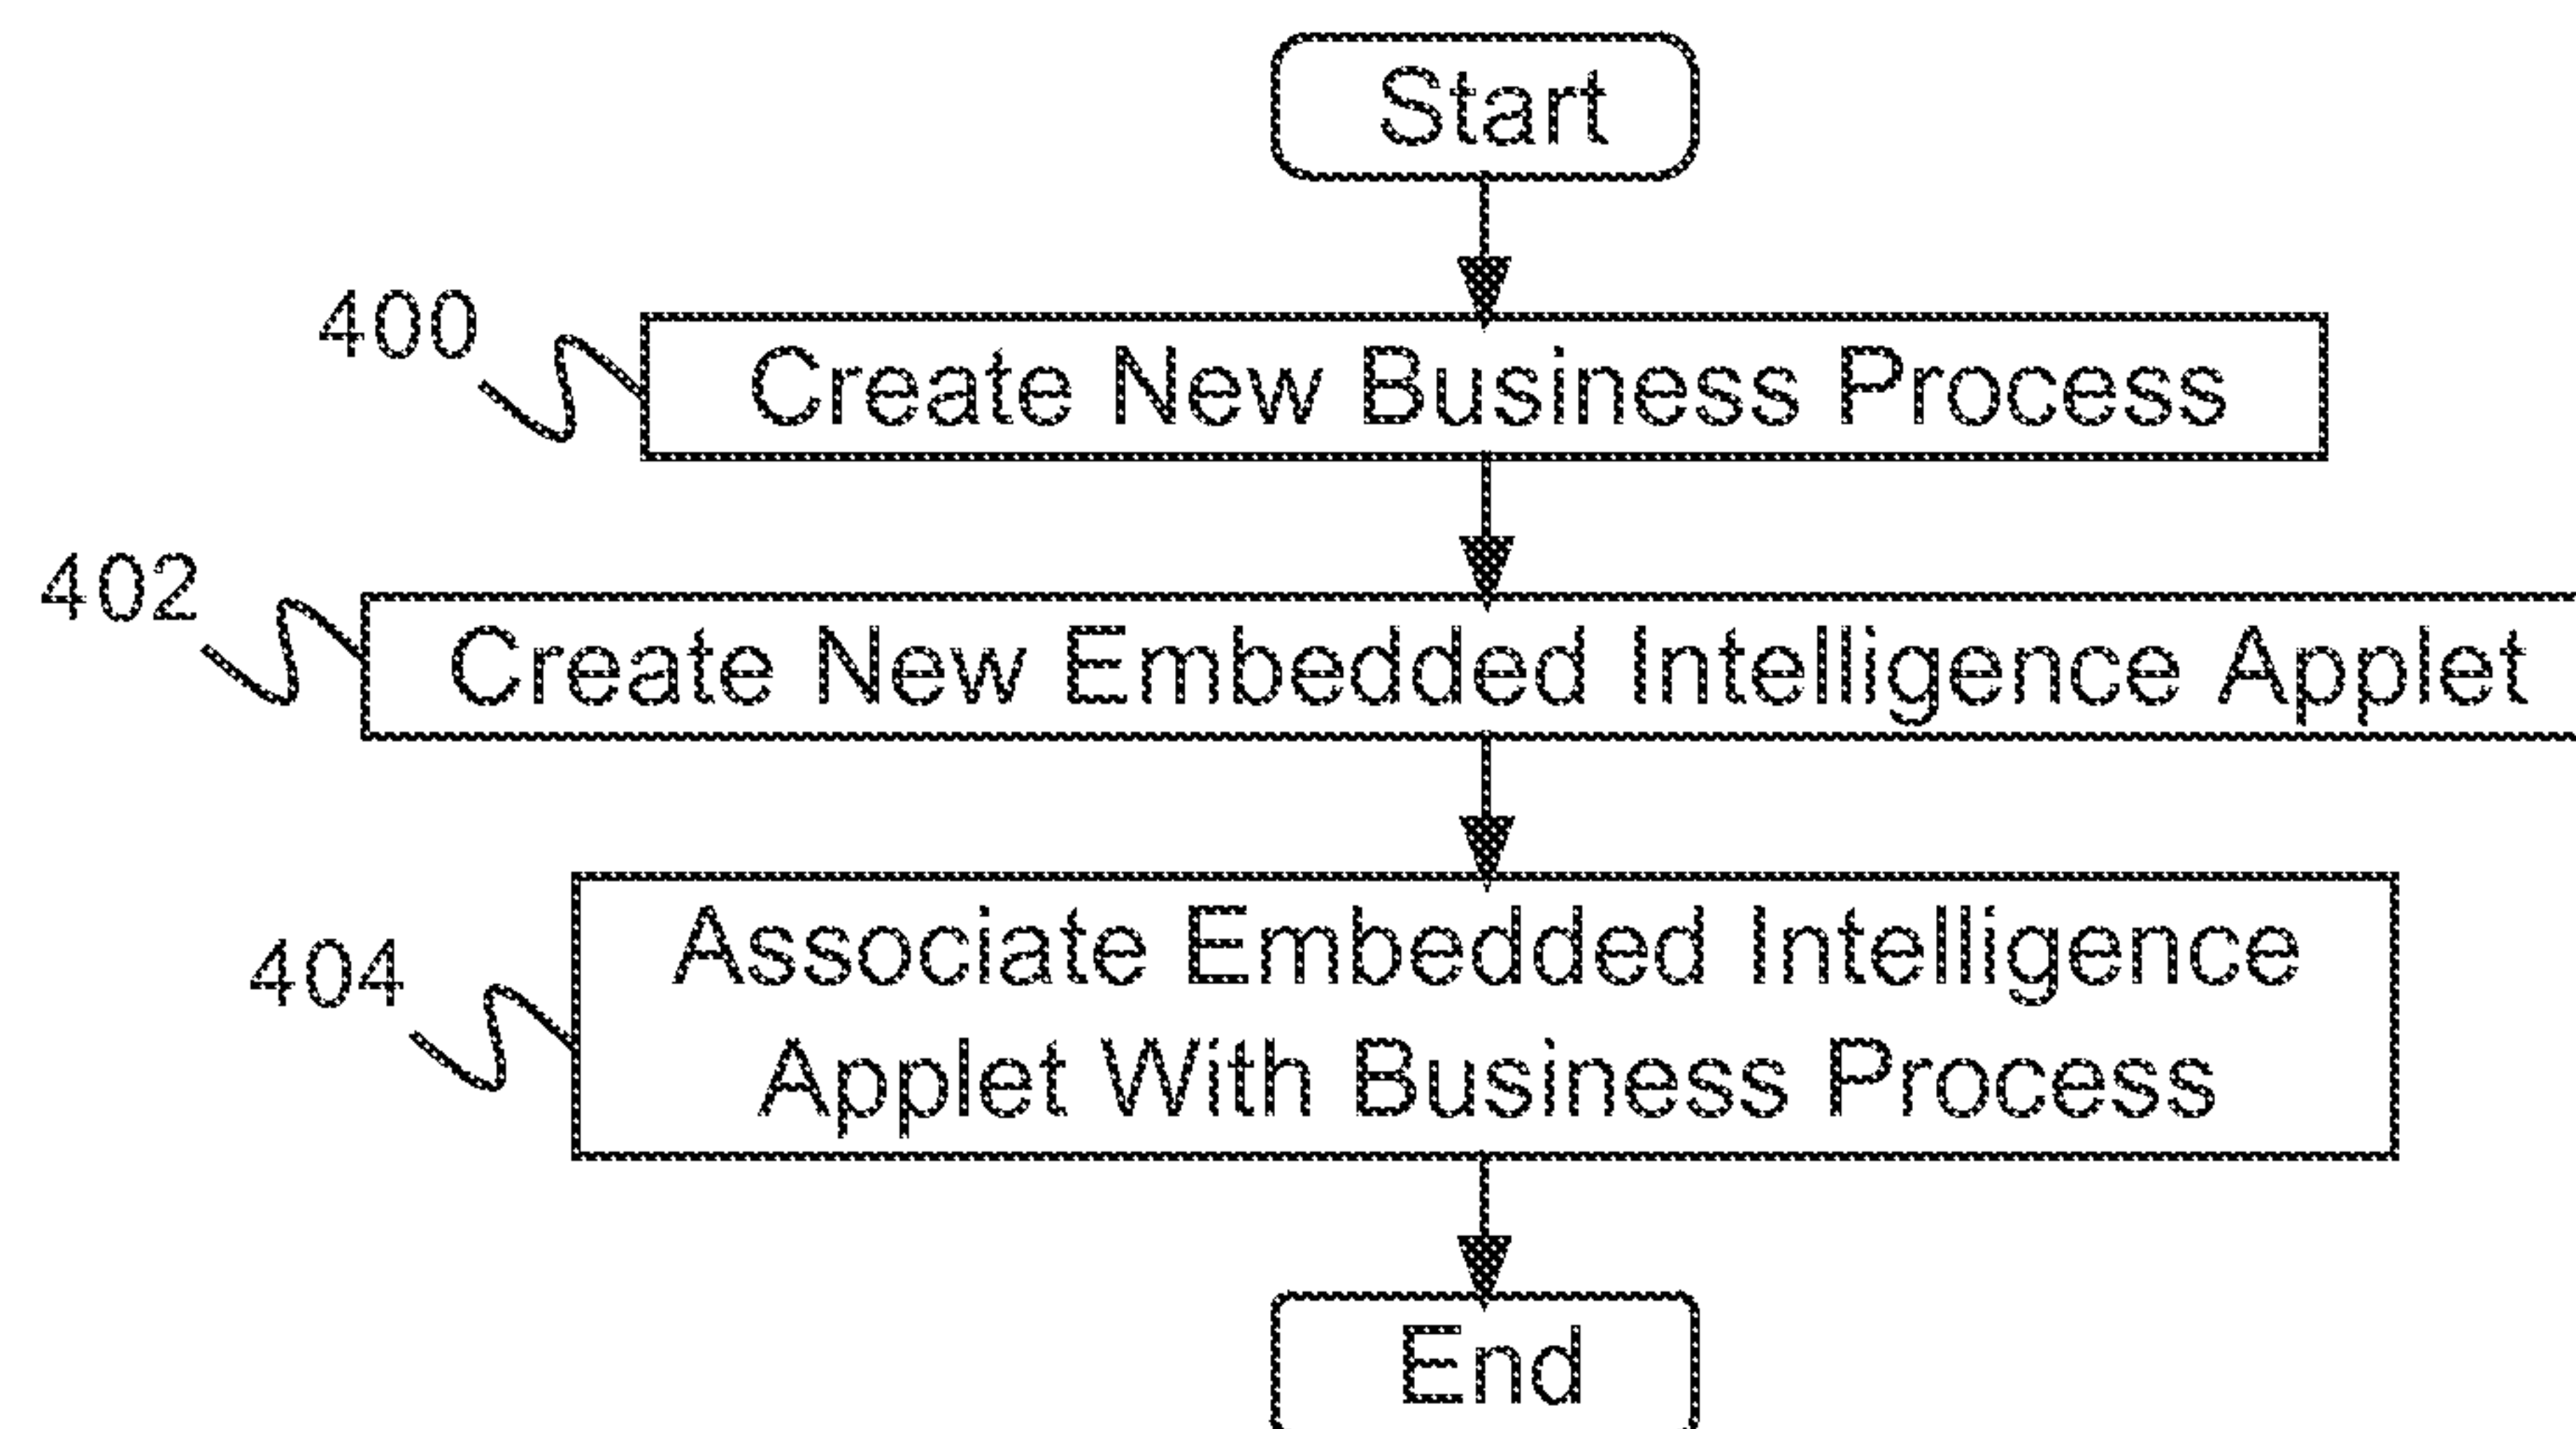 Start
400
Create New Business Process
402
Create New Embedded Intelligence Applet
404
Associate Embedded Intelligence
Applet With Business Process
End